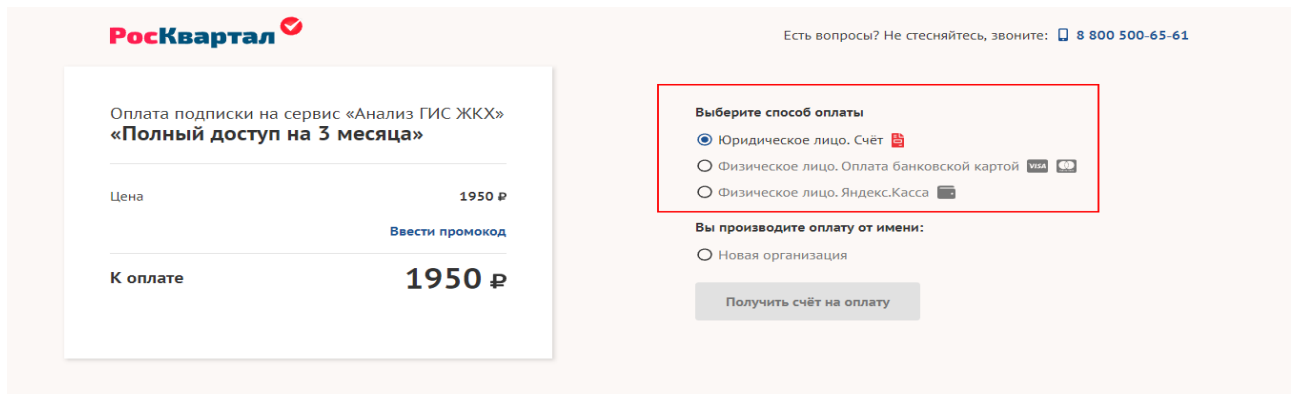 РосКвартал
Есть вопросы? Не стесняйтесь, звоните: 8 800 500-65-61
Оплата подписки на сервис «Анализ ГИС ЖКХ»
«Полный доступ на 3 месяца»
Цена 1950 ₽
Ввести промокод
К оплате 1950 ₽
Выберите способ оплаты
Юридическое лицо. Счёт
Физическое лицо. Оплата банковской картой VISA
Физическое лицо. Яндекс.Касса
Вы производите оплату от имени:
Новая организация
Получить счёт на оплату